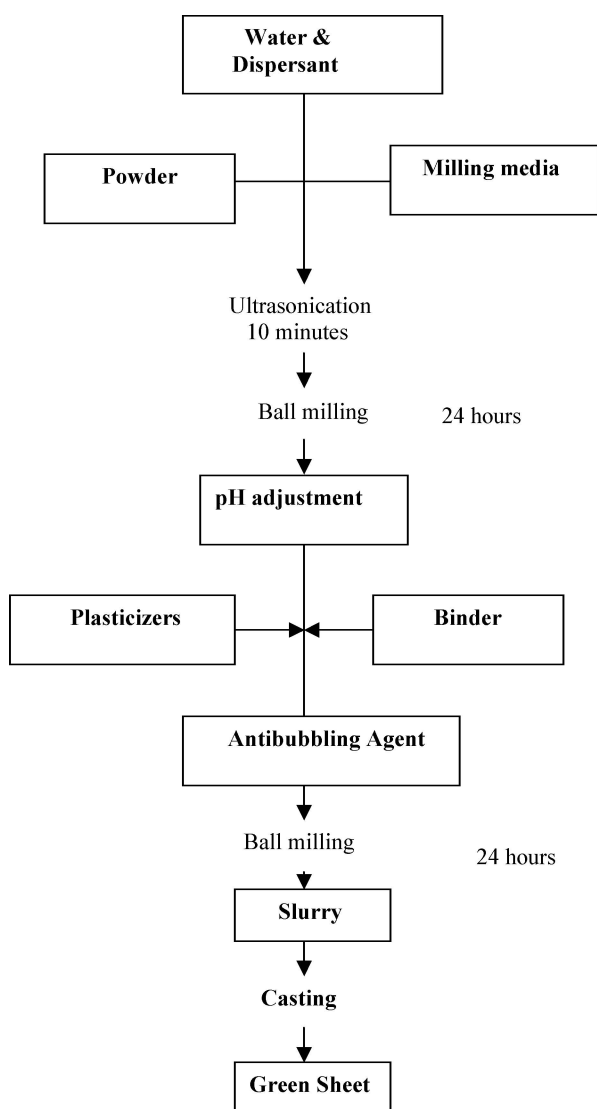 Water &
Dispersant
Powder
Milling media
Ultrasonication
10 minutes
Ball milling
24 hours
pH adjustment
Plasticizers
Binder
Antibubbling Agent
Ball milling
24 hours
Slurry
Casting
Green Sheet